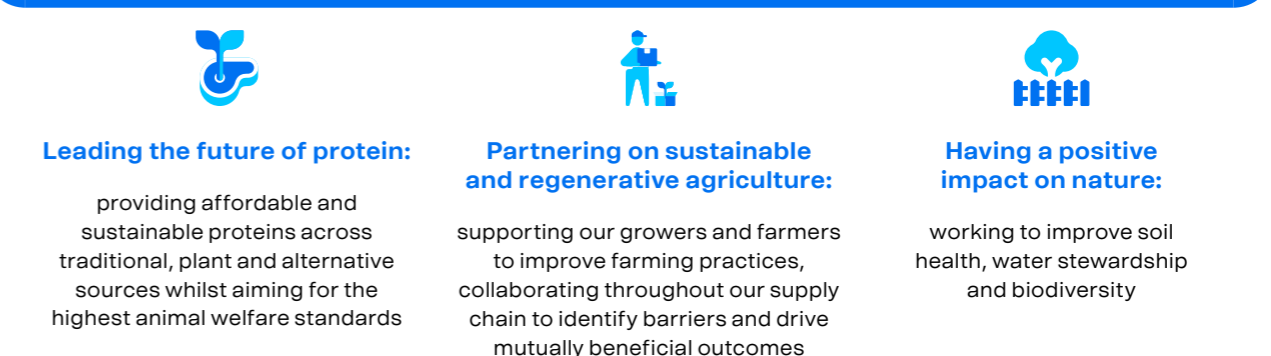 Leading the future of protein:
providing affordable and
sustainable proteins across
traditional, plant and alternative
sources whilst aiming for the
highest animal welfare standards
Partnering on sustainable
and regenerative agriculture:
supporting our growers and farmers
to improve farming practices,
collaborating throughout our supply
chain to identify barriers and drive
mutually beneficial outcomes
Having a positive
impact on nature:
working to improve soil
health, water stewardship
and biodiversity